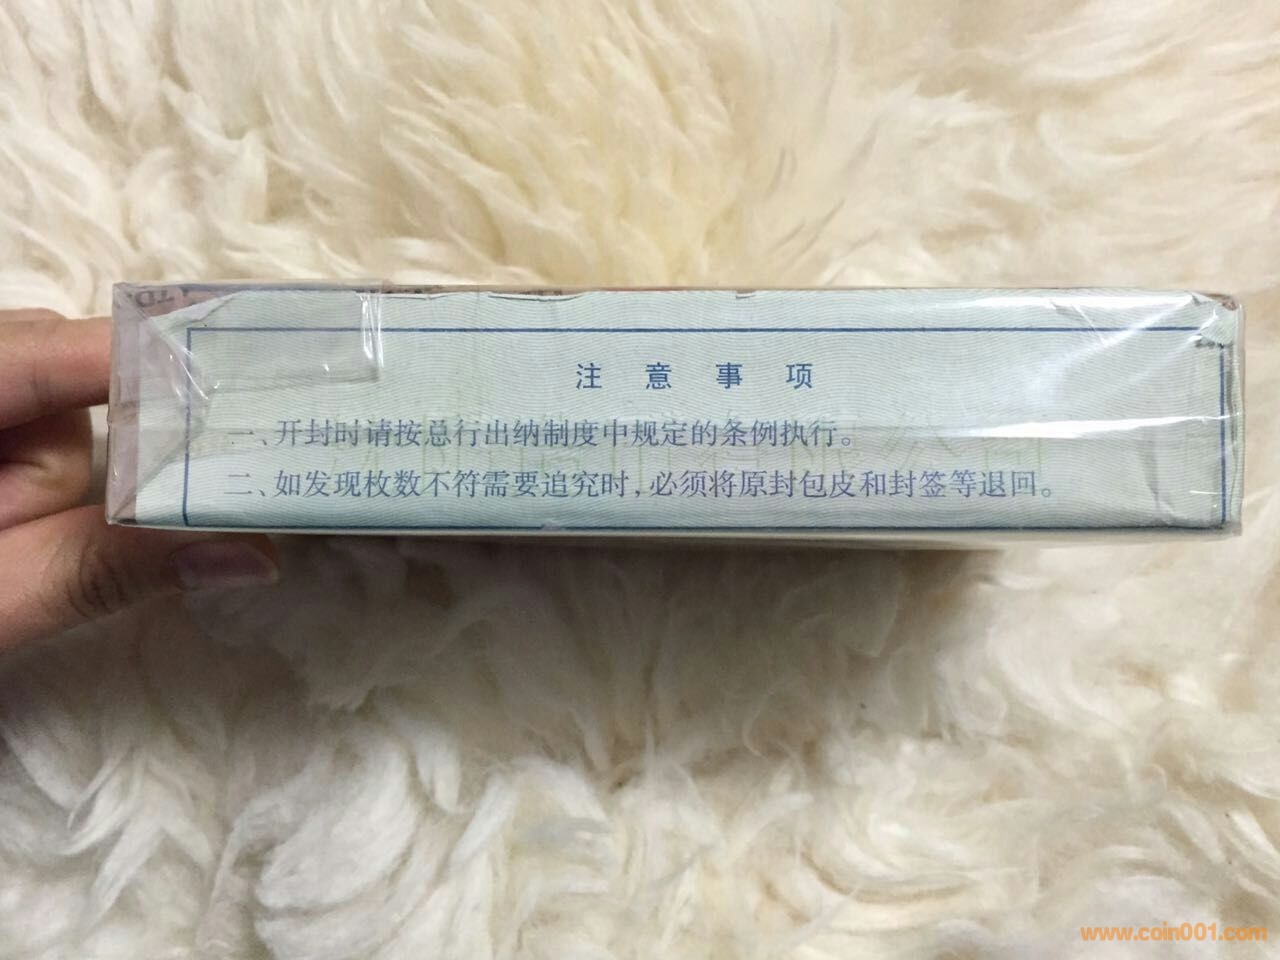 注意事项
一、开封时请按总行出纳制度中规定的条例执行。
二、如发现枚数不符需要追究时,必须将原封包皮和封签等退回。
www.coin001.com